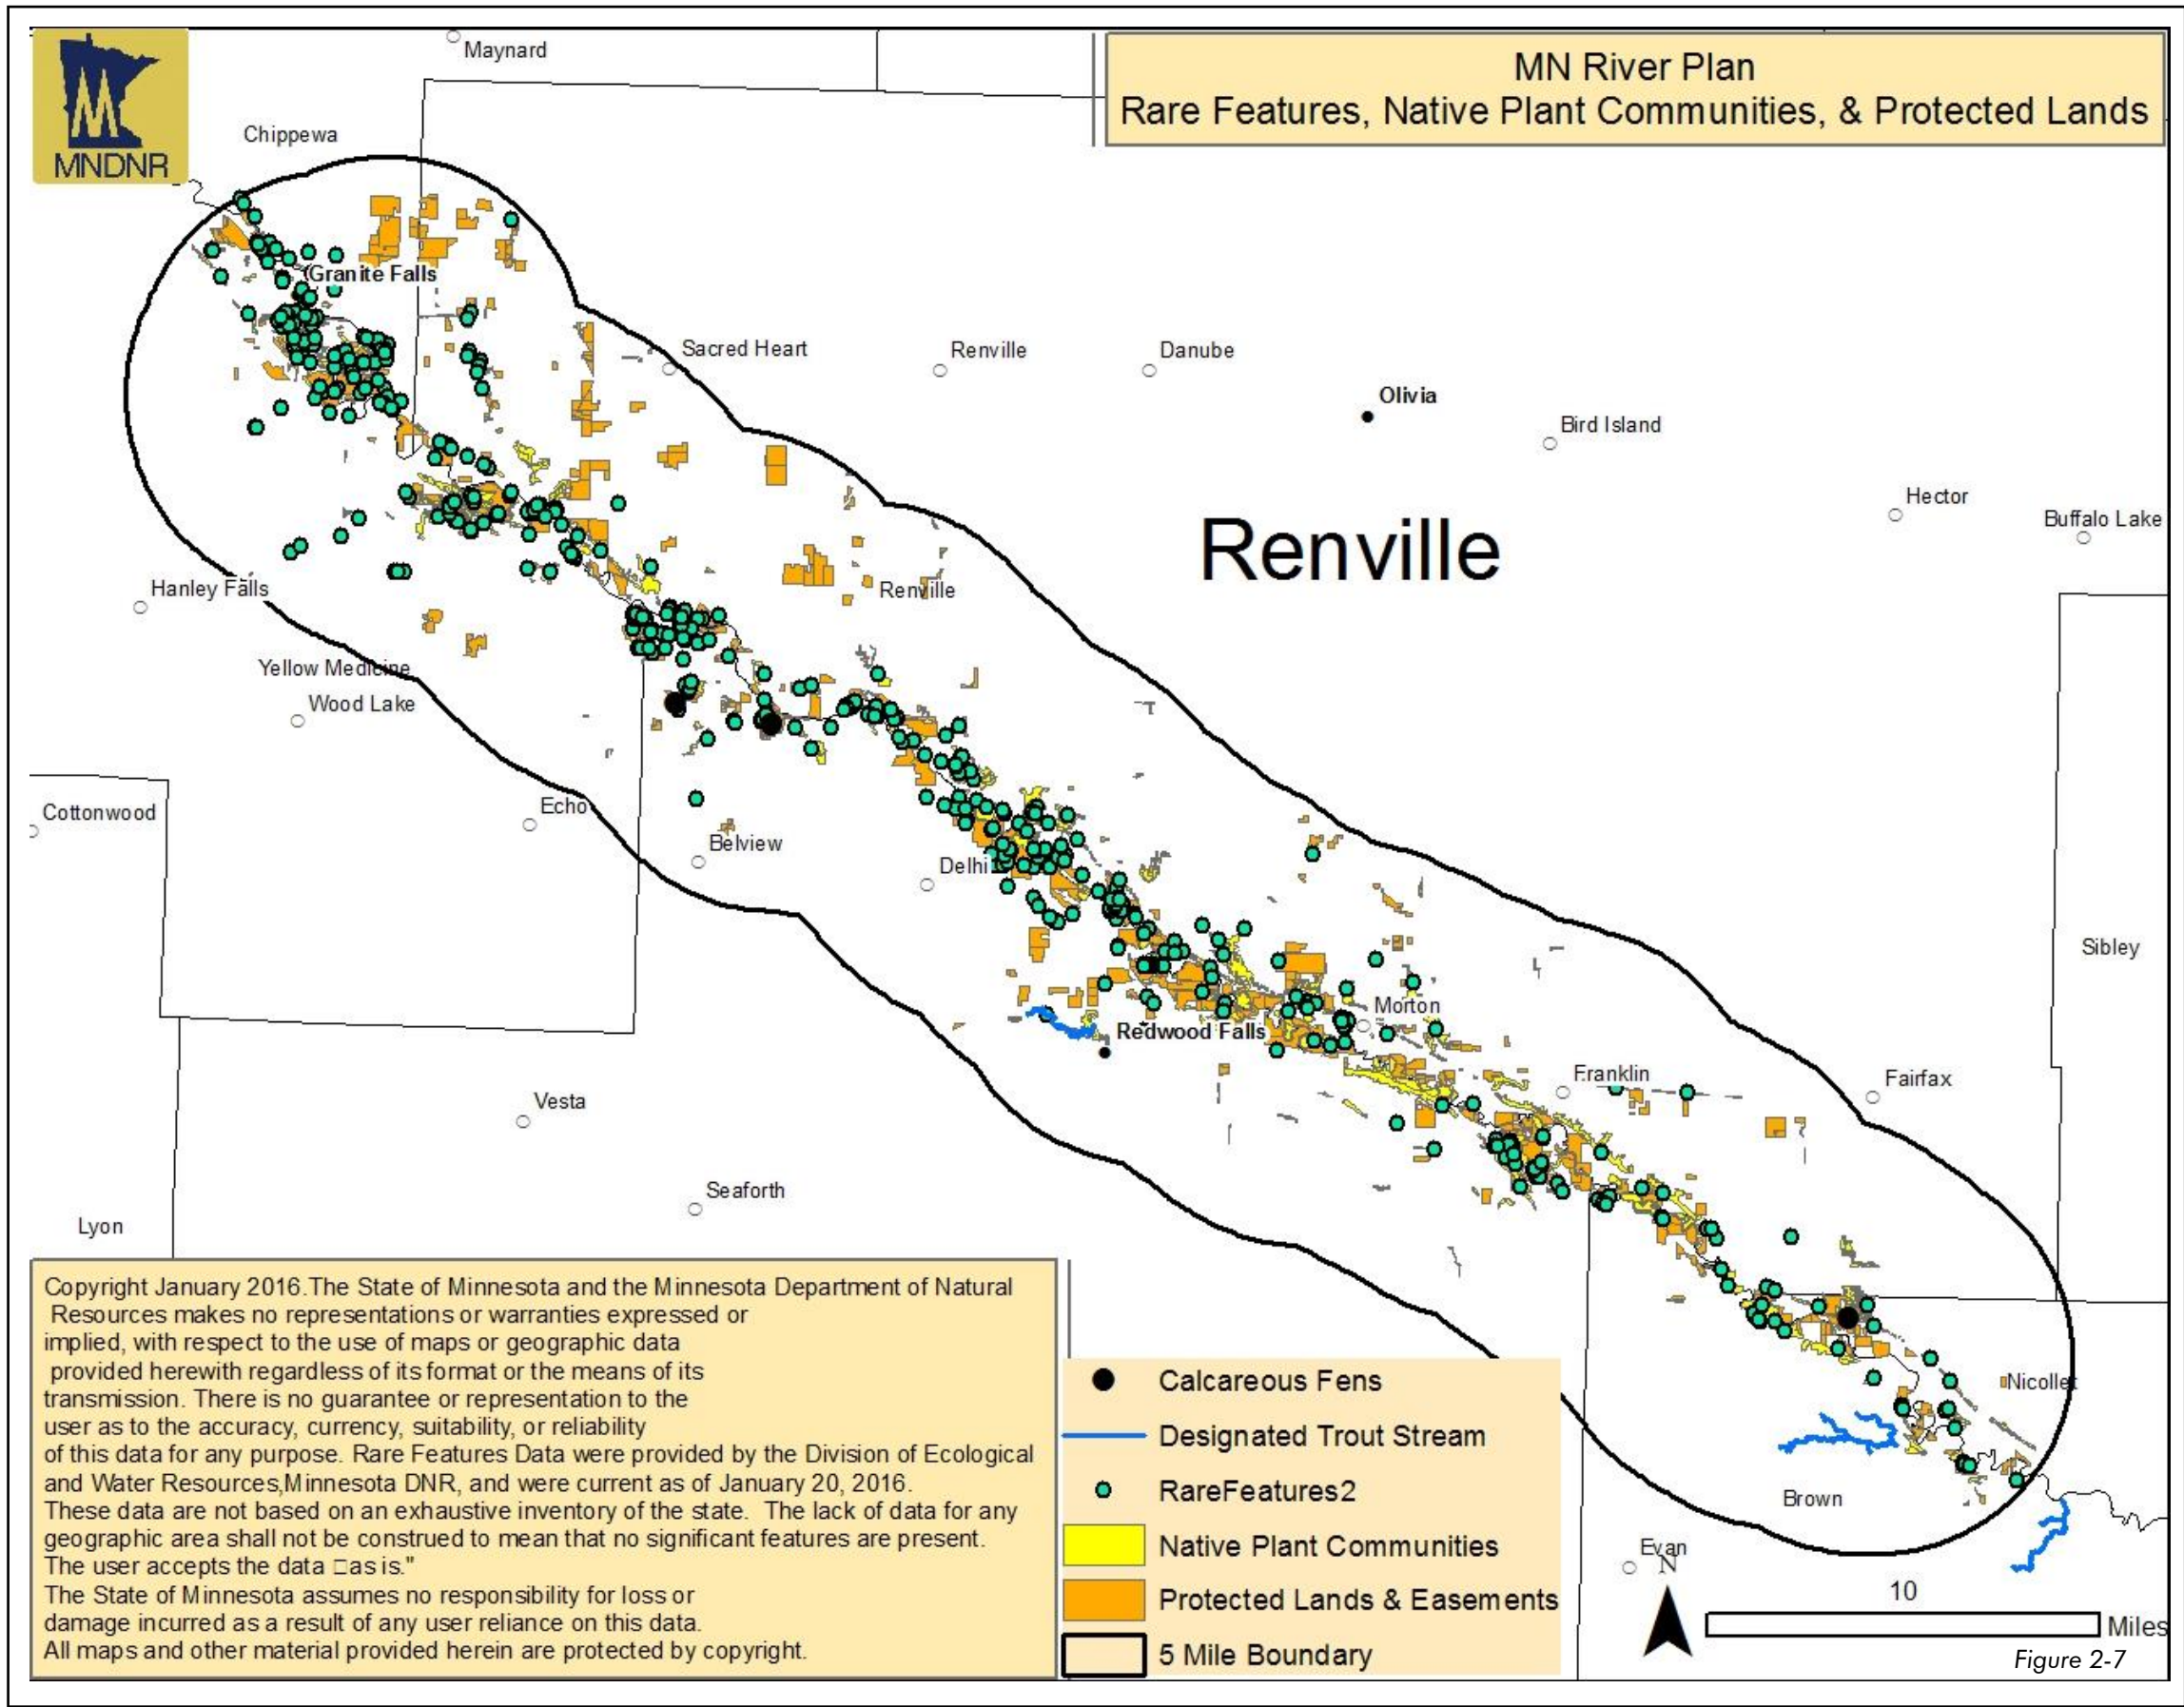 Maynard
MN River Plan
Rare Features, Native Plant Communities, & Protected Lands
MNDNR
Chippewa
Granite Falls
Sacred Heart
Renville
Danube
Olivia
Bird Island
Hector
Buffalo Lake
Renville
Hanley Falls
Renville
Yellow Medicine
Wood Lake
Cottonwood
Echo
Belview
Delhi
Sibley
Morton
Redwood Falls
Franklin
Fairfax
Vesta
Seaforth
Lyon
Nicollet
Brown
Evan
Copyright January 2016.The State of Minnesota and the Minnesota Department of Natural
Resources makes no representations or warranties expressed or
implied, with respect to the use of maps or geographic data
provided herewith regardless of its format or the means of its
transmission. There is no guarantee or representation to the
user as to the accuracy, currency, suitability, or reliability
of this data for any purpose. Rare Features Data were provided by the Division of Ecological
and Water Resources,Minnesota DNR, and were current as of January 20, 2016.
These data are not based on an exhaustive inventory of the state. The lack of data for any
geographic area shall not be construed to mean that no significant features are present.
The user accepts the data □as is."
The State of Minnesota assumes no responsibility for loss or
damage incurred as a result of any user reliance on this data.
All maps and other material provided herein are protected by copyright.
Calcareous Fens
Designated Trout Stream
RareFeatures2
Native Plant Communities
Protected Lands & Easements
5 Mile Boundary
N
10
Miles
Figure 2-7